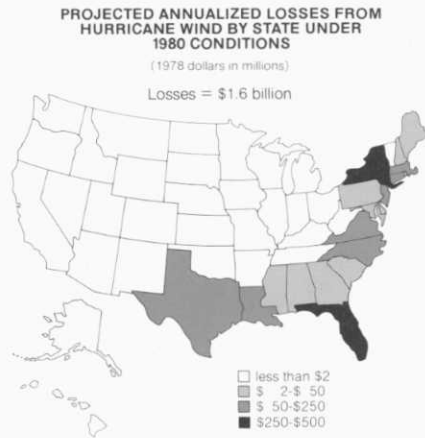 PROJECTED ANNUALIZED LOSSES FROM
HURRICANE WIND BY STATE UNDER
1980 CONDITIONS
(1978 dollars in millions)
Losses = $1.6 billion
less than $2
$ 2-$ 50
$ 50-$250
$250-$500